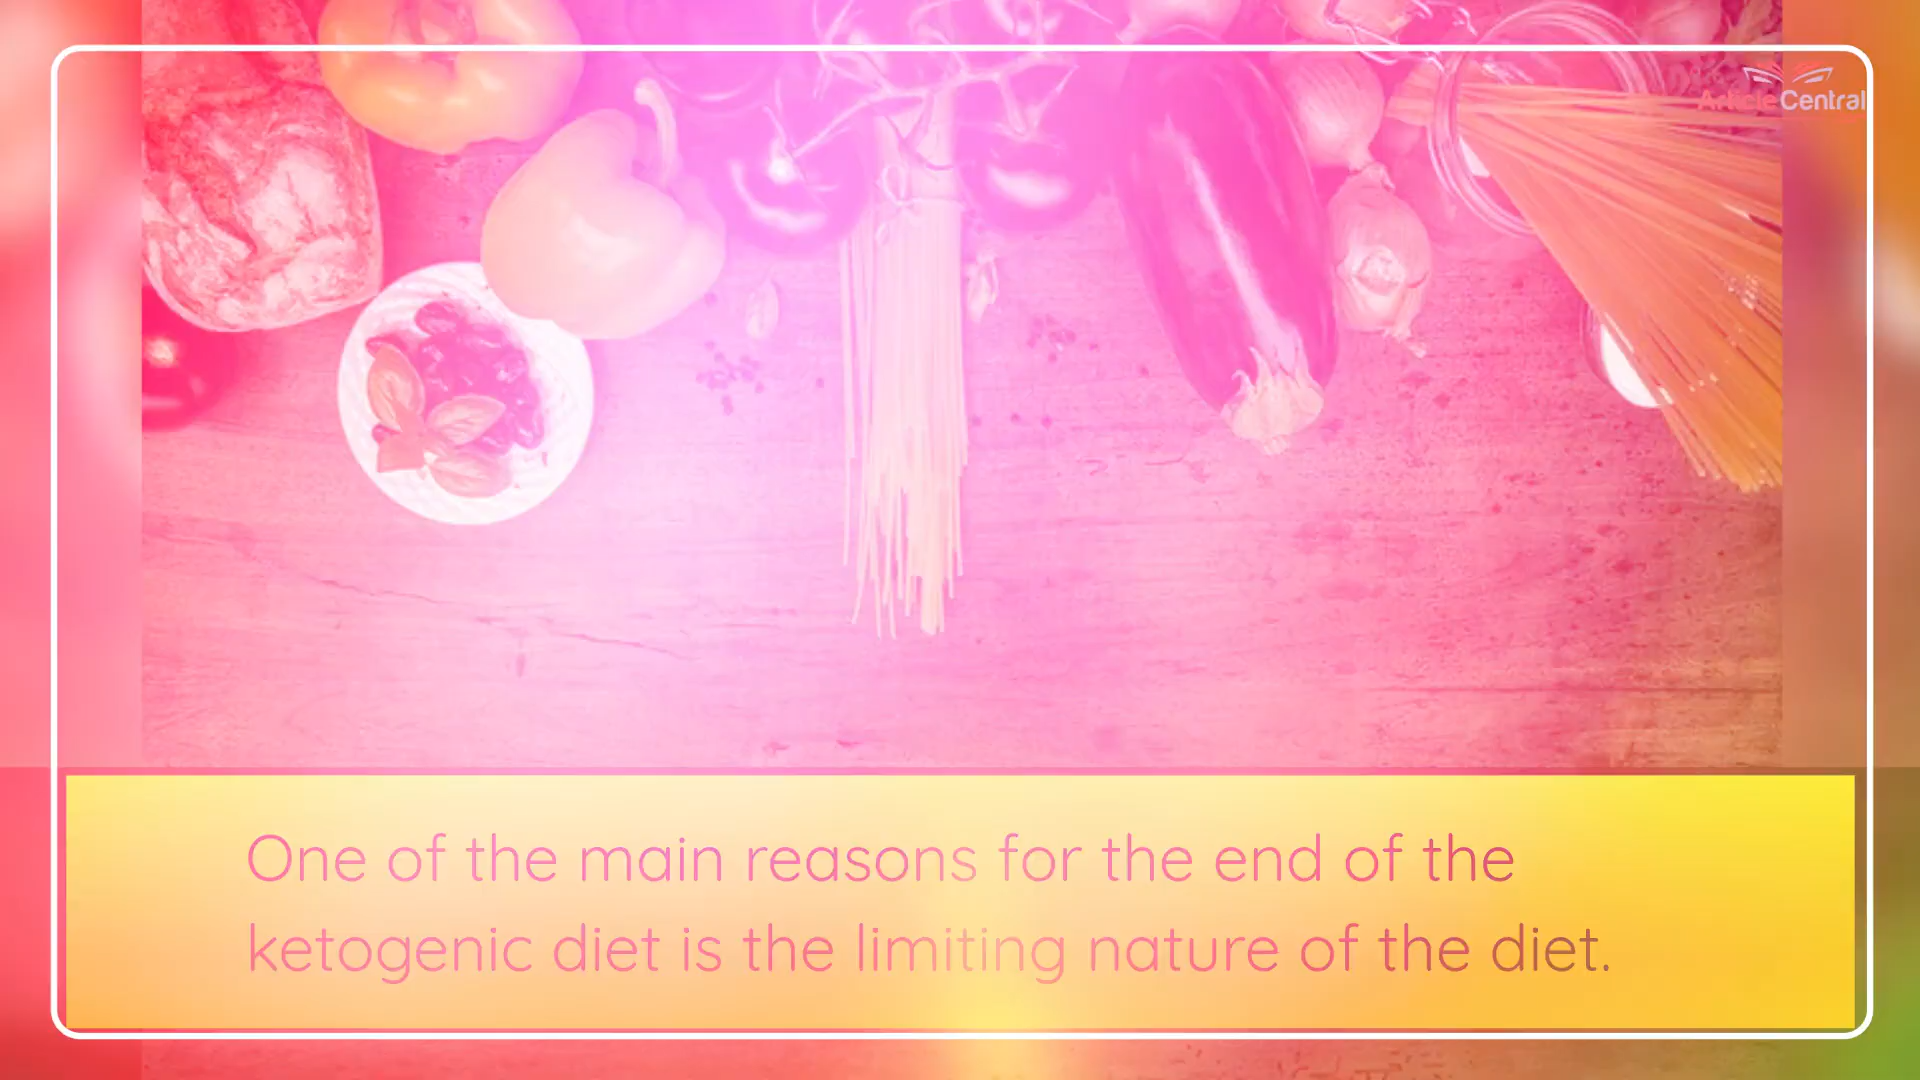 ArticleCentral
One of the main reasons for the end of the
ketogenic diet is the limiting nature of the diet.